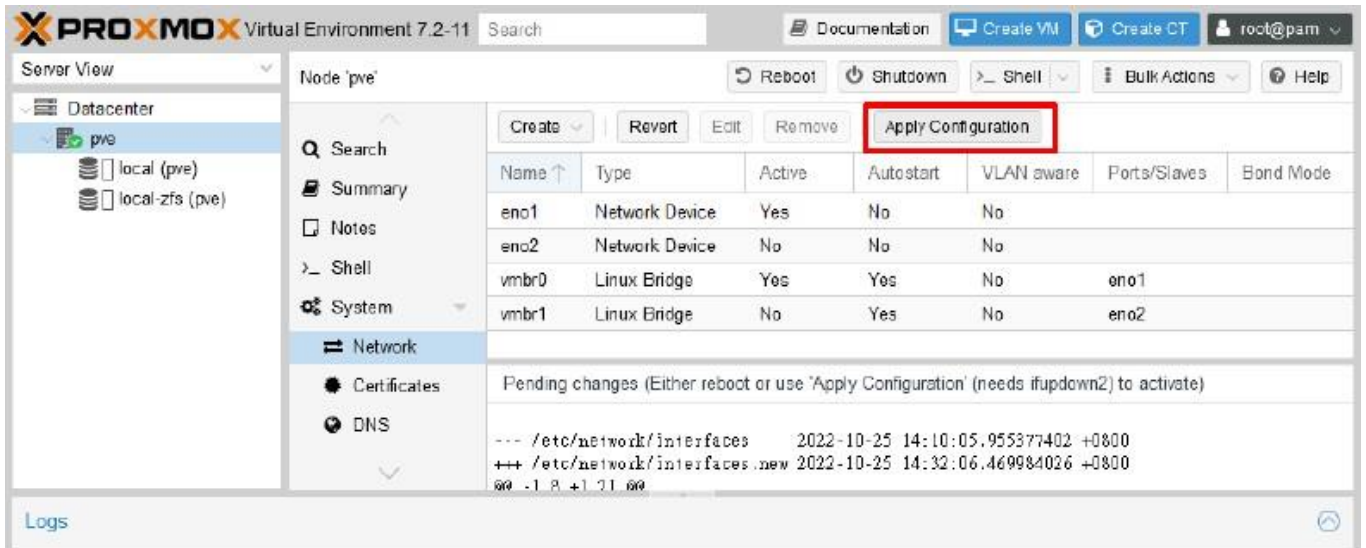 PROXMOX Virtual Environment 7.2-11 Search Documentation Create VM Create CT root@pam
Server View
Datacenter
pve
local (pve)
local-zfs (pve)
Node 'pve' Reboot Shutdown >_ Shell Bulk Actions Help
Search
Summary
Notes
>_ Shell
System
Network
Certificates
DNS
Create Revert Edit Remove Apply Configuration
Name Type Active Autostart VLAN aware Ports/Slaves Bond Mode
eno1 Network Device Yes No No
eno2 Network Device No No No
vmbr0 Linux Bridge Yes Yes No eno1
vmbr1 Linux Bridge No Yes No eno2
Pending changes (Either reboot or use 'Apply Configuration' (needs ifupdown2) to activate)
--- /etc/network/interfaces 2022-10-25 14:10:05.955377402 +0800
+++ /etc/network/interfaces.new 2022-10-25 14:32:06.469984026 +0800
@@ -1,8 +1,21 @@
Logs